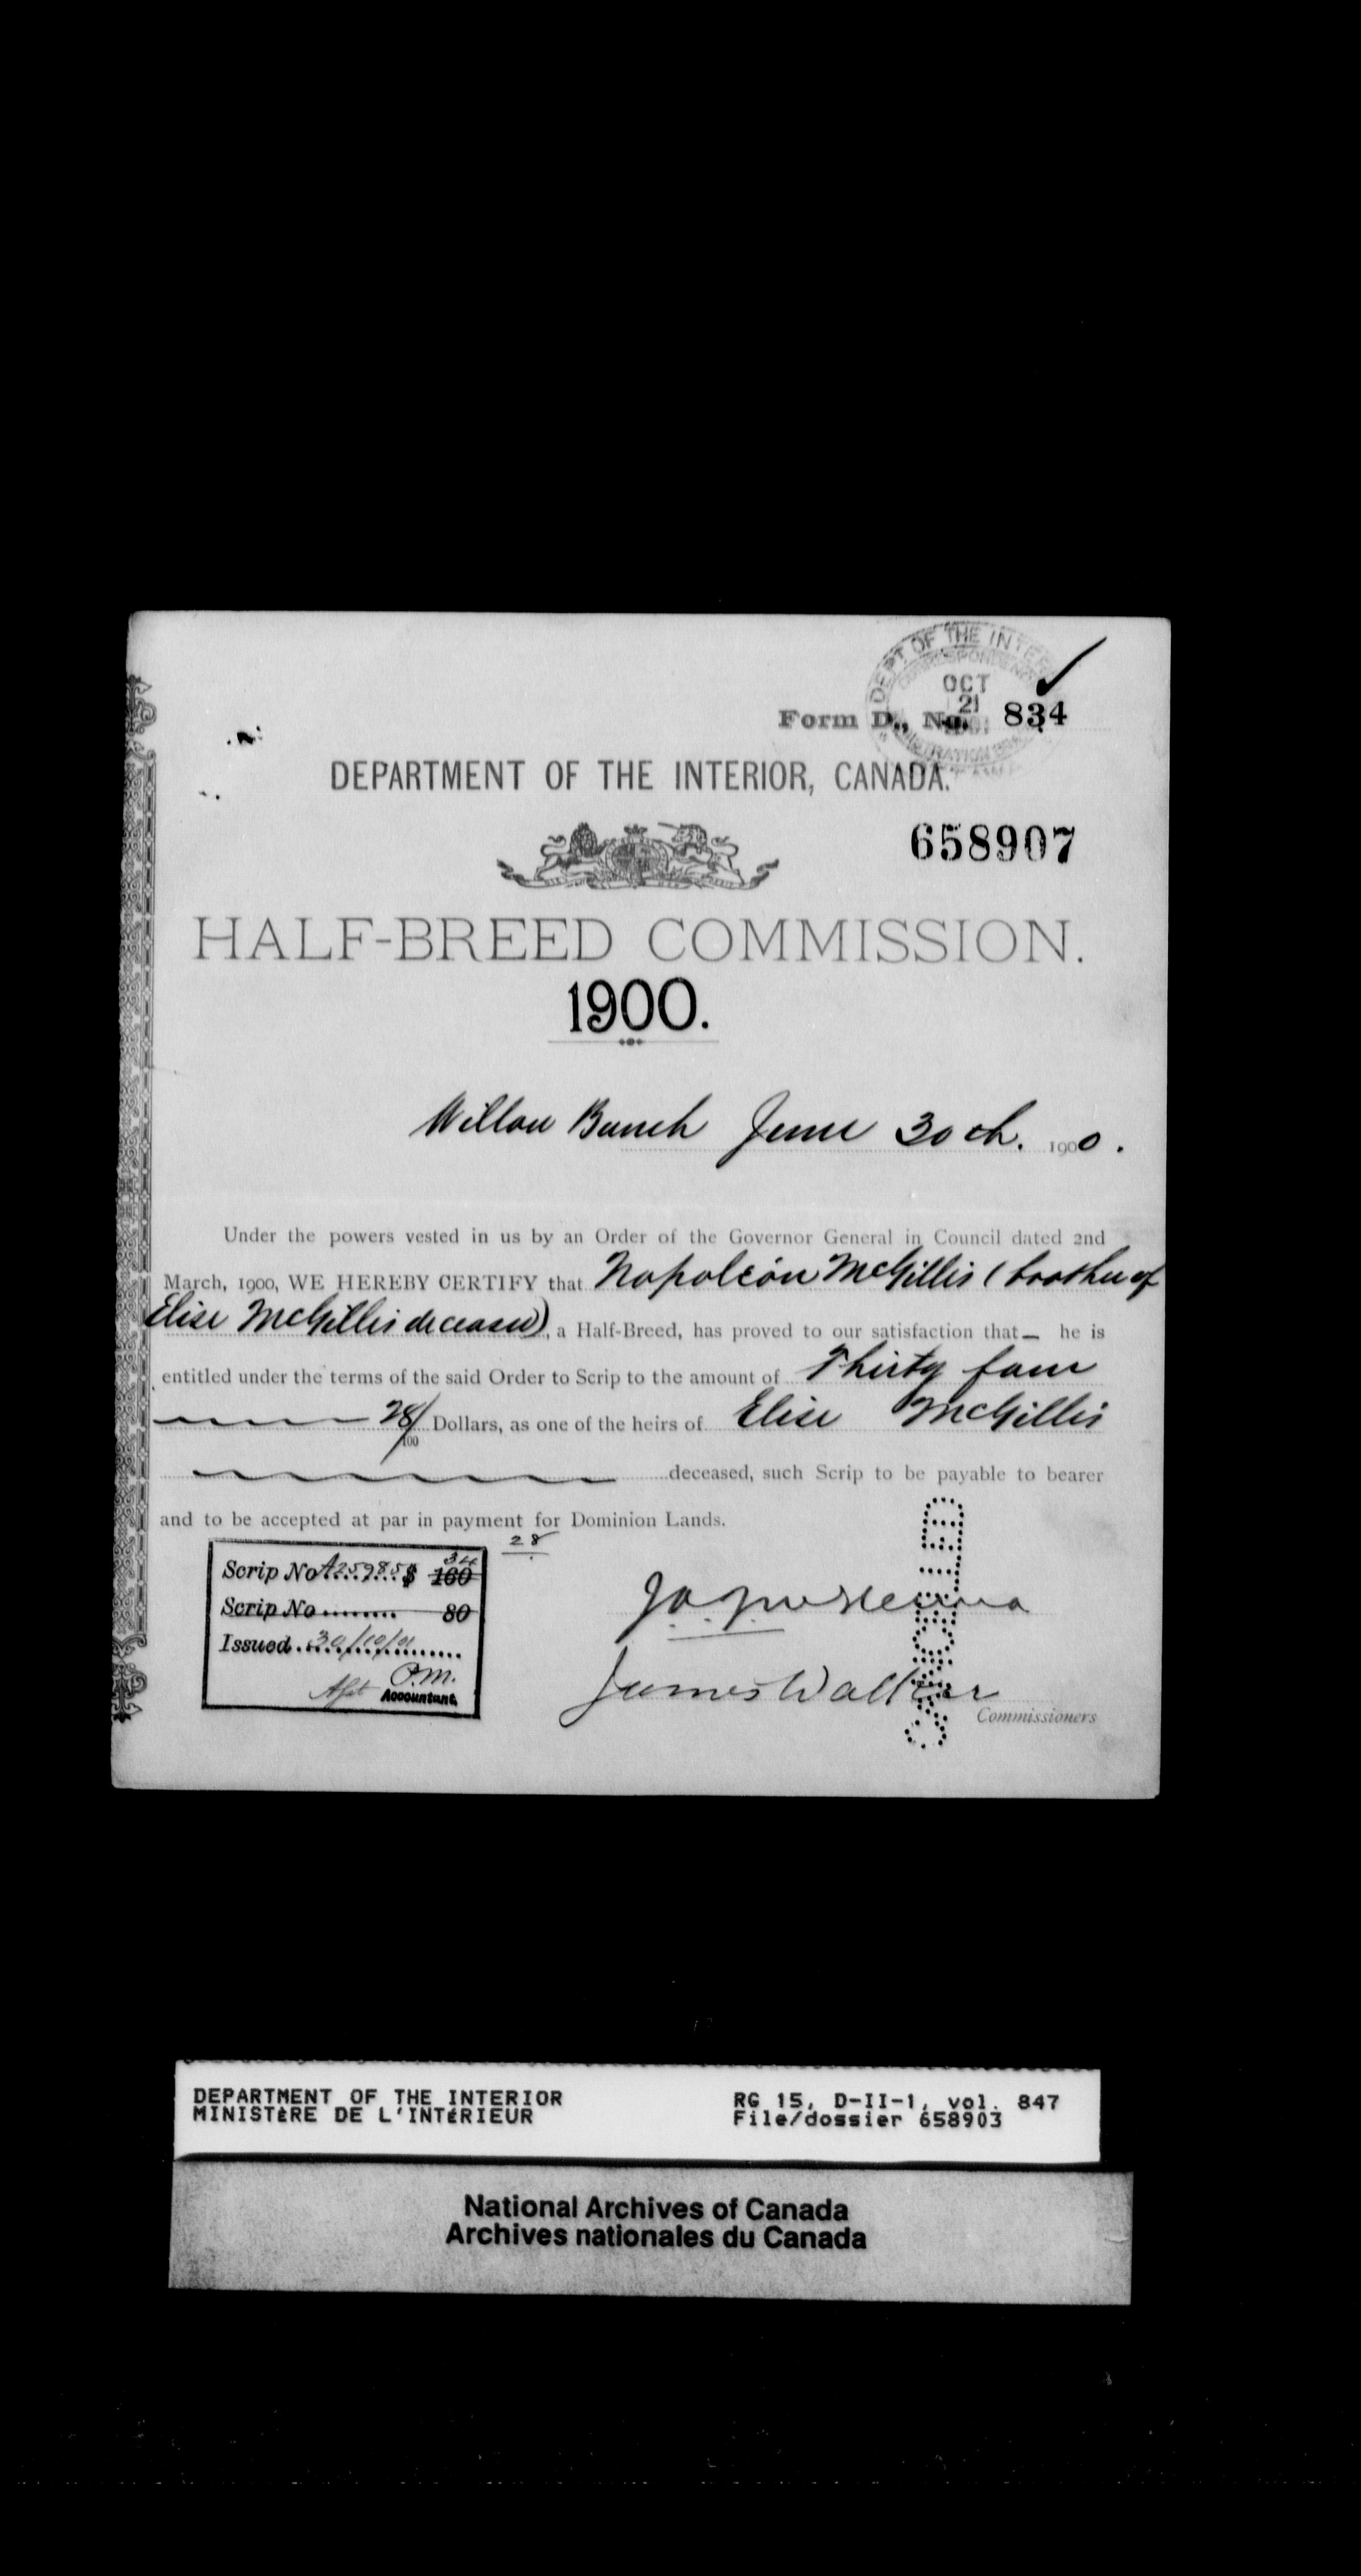 DEPT OF THE INTER
OCT
21
Form D., No. 834
DEPARTMENT OF THE INTERIOR, CANADA.
658907
HALF-BREED COMMISSION.
1900.
Willow Bunch June 30th. 1900.
Under the powers vested in us by an Order of the Governor General in Council dated 2nd
March, 1900, WE HEREBY CERTIFY that Napoleon McGillis (brother of
Elise McGillis deceased), a Half-Breed, has proved to our satisfaction that — he is
entitled under the terms of the said Order to Scrip to the amount of Thirty four
28/100 Dollars, as one of the heirs of Elise McGillis
deceased, such Scrip to be payable to bearer
and to be accepted at par in payment for Dominion Lands.
28
34
Scrip No A25985 $ 160
Scrip No ........ 80
Issued 30/10/01
P.M.
Accountant.
James Walker
Commissioners
DEPARTMENT OF THE INTERIOR
MINISTÈRE DE L'INTÉRIEUR
RG 15, D-II-1, vol. 847
File/dossier 658903
National Archives of Canada
Archives nationales du Canada